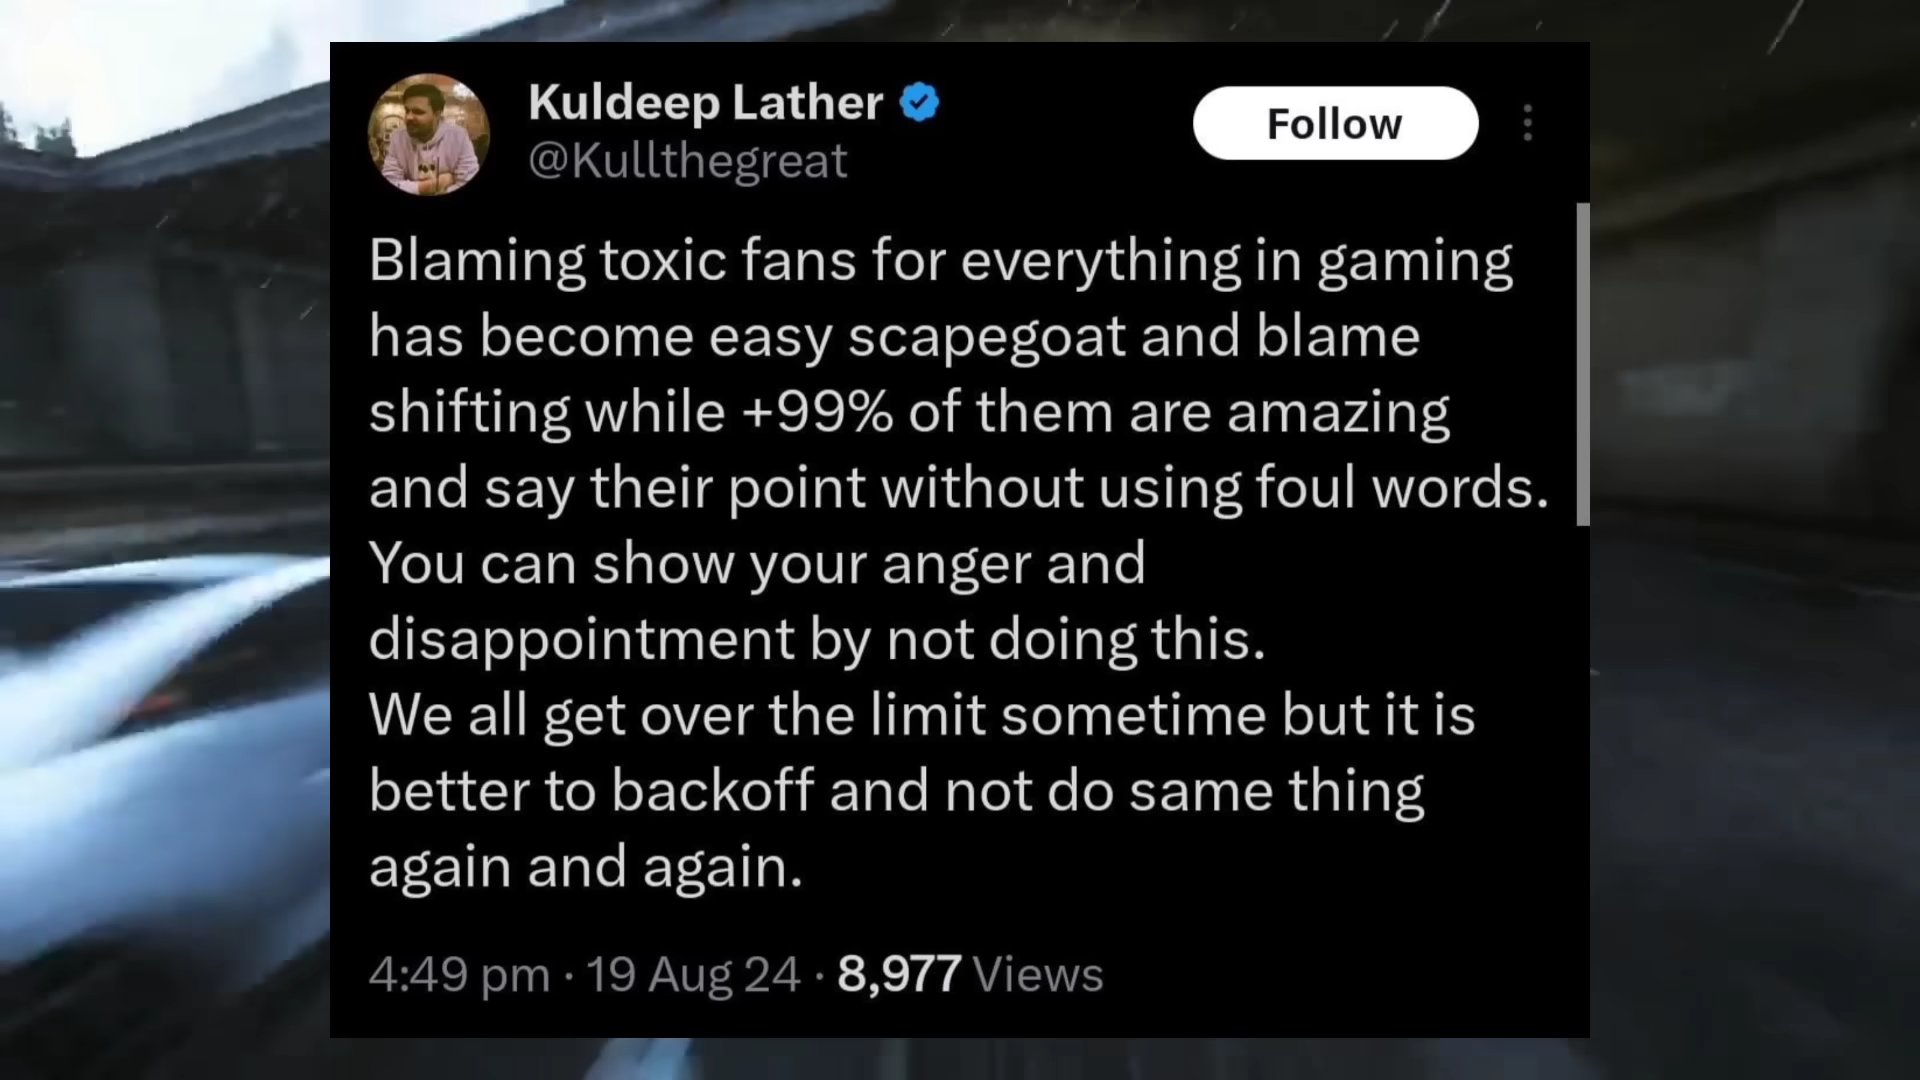 Kuldeep Lather
@Kullthegreat
Follow
Blaming toxic fans for everything in gaming
has become easy scapegoat and blame
shifting while +99% of them are amazing
and say their point without using foul words.
You can show your anger and
disappointment by not doing this.
We all get over the limit sometime but it is
better to backoff and not do same thing
again and again.
4:49 pm · 19 Aug 24 · 8,977 Views